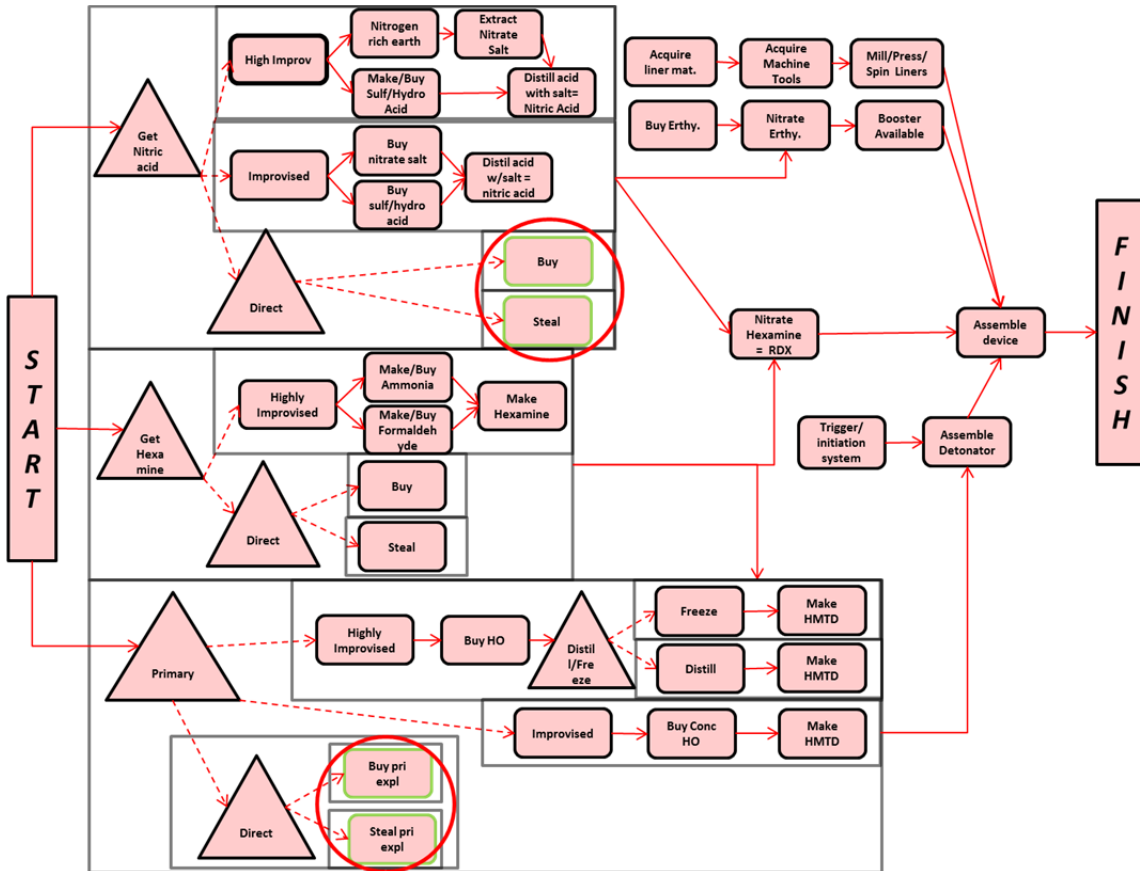 START
Get
Nitric
acid
High Improv
Nitrogen
rich earth
Extract
Nitrate
Salt
Make/Buy
Sulf/Hydro
Acid
Distill acid
with salt=
Nitric Acid
Improvised
Buy
nitrate salt
Buy
sulf/hydro
acid
Distil acid
w/salt =
nitric acid
Direct
Buy
Steal
Acquire
liner mat.
Acquire
Machine
Tools
Mill/Press/
Spin Liners
Buy Erthy.
Nitrate
Erthy.
Booster
Available
Get
Hexa
mine
Highly
Improvised
Make/Buy
Ammonia
Make/Buy
Formaldeh
yde
Make
Hexamine
Direct
Buy
Steal
Nitrate
Hexamine
= RDX
Assemble
device
Trigger/
initiation
system
Assemble
Detonator
Primary
Highly
Improvised
Buy HO
Distil
l/Fre
eze
Freeze
Make
HMTD
Distill
Make
HMTD
Improvised
Buy Conc
HO
Make
HMTD
Direct
Buy pri
expl
Steal pri
expl
FINISH